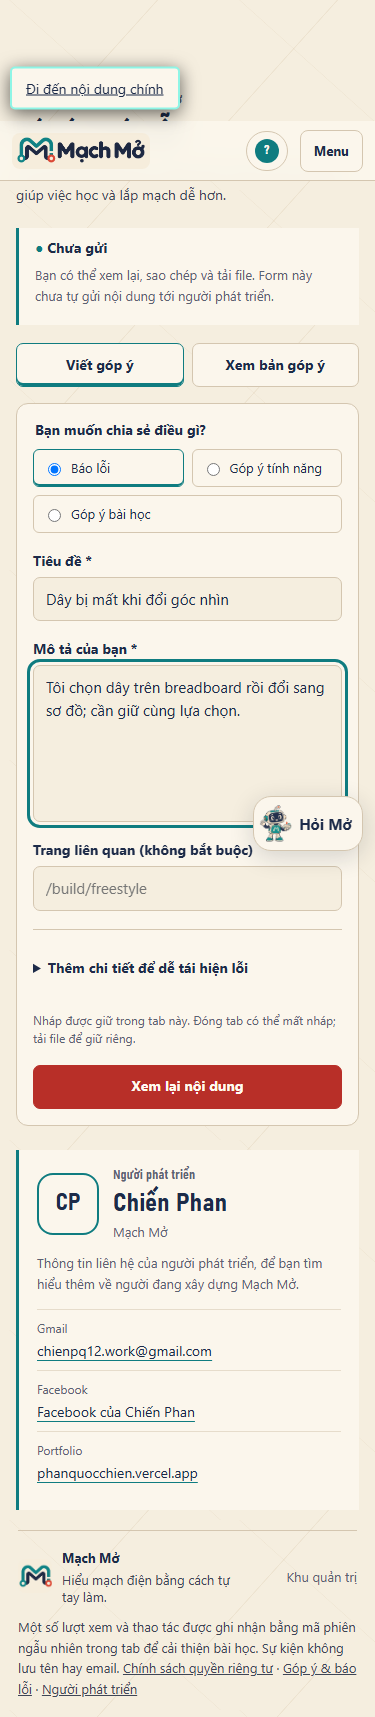 Đi đến nội dung chính
Mạch Mở
?
Menu
giúp việc học và lắp mạch dễ hơn.
Chưa gửi
Bạn có thể xem lại, sao chép và tải file. Form này
chưa tự gửi nội dung tới người phát triển.
Viết góp ý
Xem bản góp ý
Bạn muốn chia sẻ điều gì?
Báo lỗi
Góp ý tính năng
Góp ý bài học
Tiêu đề *
Dây bị mất khi đổi góc nhìn
Mô tả của bạn *
Tôi chọn dây trên breadboard rồi đổi sang
sơ đồ; cần giữ cùng lựa chọn.
Hỏi Mở
Trang liên quan (không bắt buộc)
/build/freestyle
Thêm chi tiết để dễ tái hiện lỗi
Nháp được giữ trong tab này. Đóng tab có thể mất nháp;
tải file để giữ riêng.
Xem lại nội dung
CP
Người phát triển
Chiến Phan
Mạch Mở
Thông tin liên hệ của người phát triển, để bạn tìm
hiểu thêm về người đang xây dựng Mạch Mở.
Gmail
chienpq12.work@gmail.com
Facebook
Facebook của Chiến Phan
Portfolio
phanquocchien.vercel.app
Mạch Mở
Hiểu mạch điện bằng cách tự
tay làm.
Khu quản trị
Một số lượt xem và thao tác được ghi nhận bằng mã phiên
ngẫu nhiên trong tab để cải thiện bài học. Sự kiện không
lưu tên hay email. Chính sách quyền riêng tư · Góp ý & báo
lỗi · Người phát triển